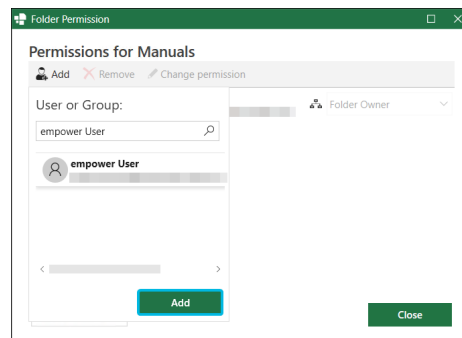 Folder Permission
Permissions for Manuals
Add Remove Change permission
User or Group:
Folder Owner
empower User
empower User
Add
Close